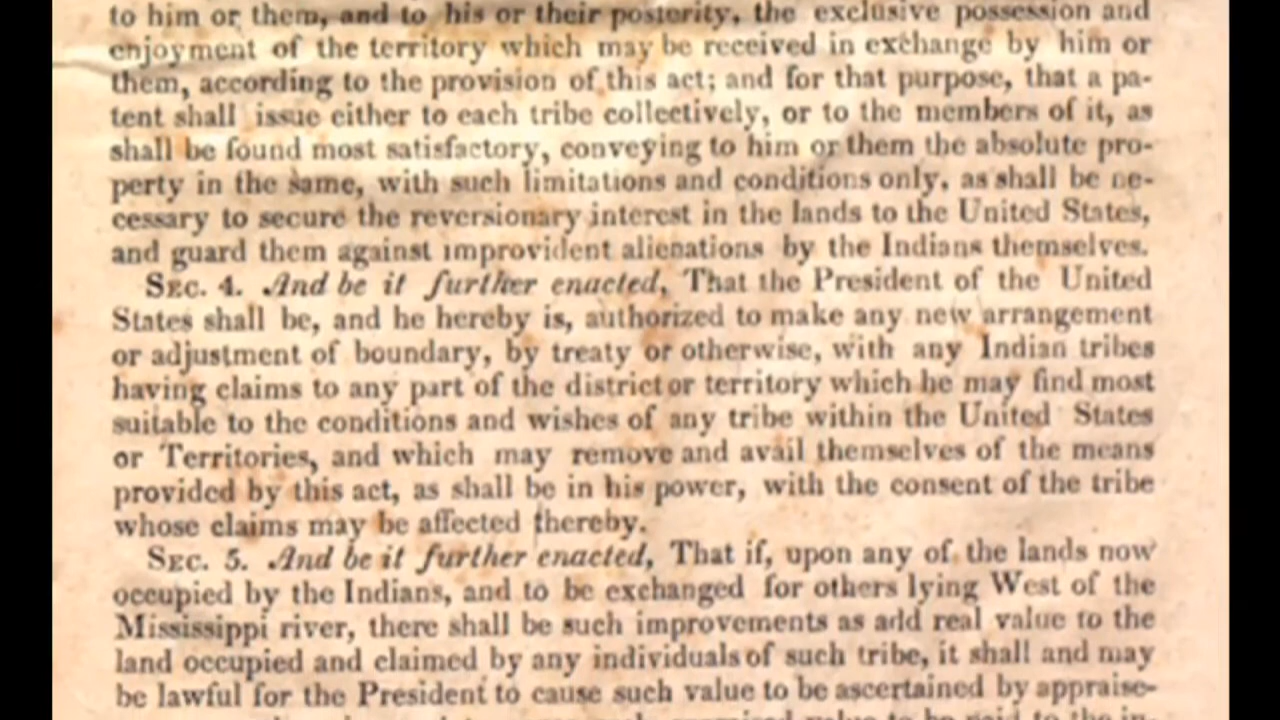 to him or them, and to his or their posterity, the exclusive possession and
enjoyment of the territory which may be received in exchange by him or
them, according to the provision of this act; and for that purpose, that a pa-
tent shall issue either to each tribe collectively, or to the members of it, as
shall be found most satisfactory, conveying to him or them the absolute pro-
perty in the same, with such limitations and conditions only, as shall be ne-
cessary to secure the reversionary interest in the lands to the United States,
and guard them against improvident alienations by the Indians themselves.
SEC. 4. And be it further enacted, That the President of the United
States shall be, and he hereby is, authorized to make any new arrangement
or adjustment of boundary, by treaty or otherwise, with any Indian tribes
having claims to any part of the district or territory which he may find most
suitable to the conditions and wishes of any tribe within the United States
or Territories, and which may remove and avail themselves of the means
provided by this act, as shall be in his power, with the consent of the tribe
whose claims may be affected thereby.
SEC. 5. And be it further enacted, That if, upon any of the lands now
occupied by the Indians, and to be exchanged for others lying West of the
Mississippi river, there shall be such improvements as add real value to the
land occupied and claimed by any individuals of such tribe, it shall and may
be lawful for the President to cause such value to be ascertained by appraise-